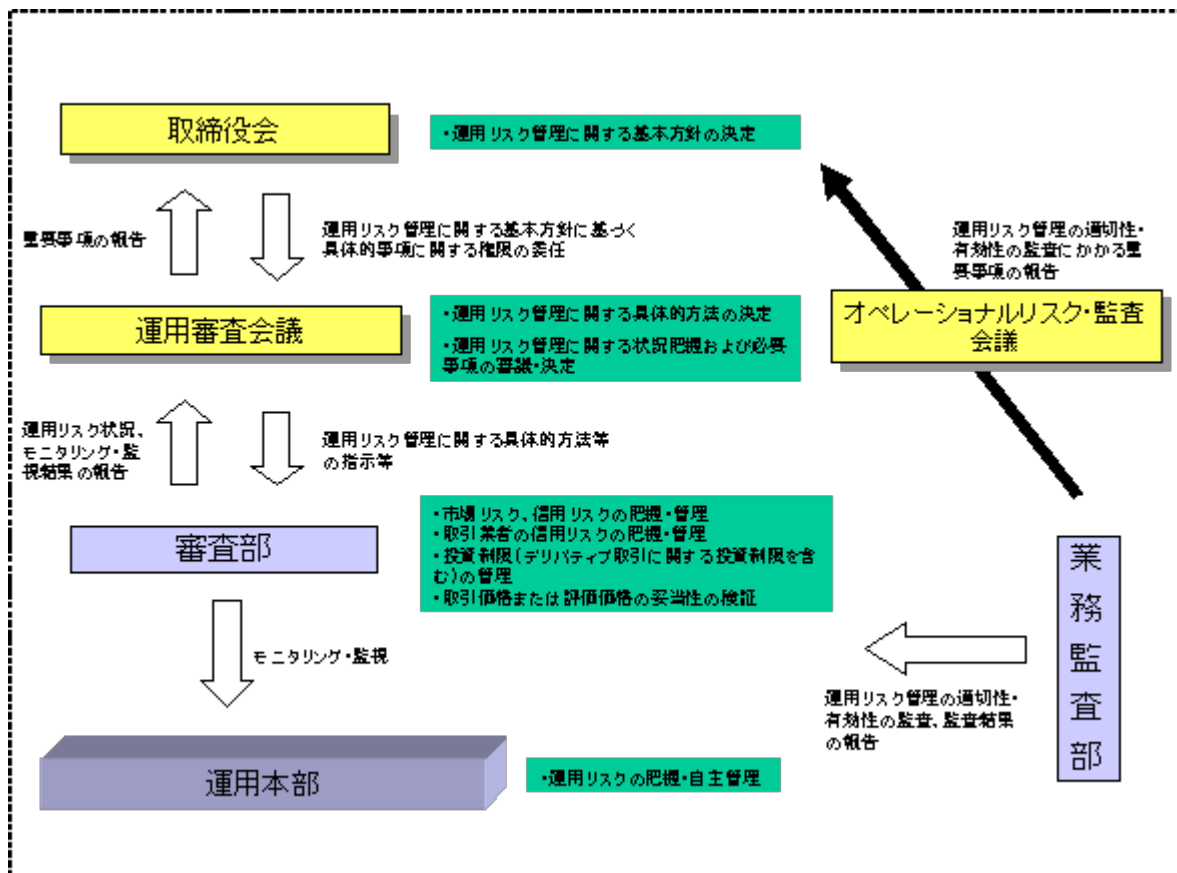 取締役会
・運用リスク管理に関する基本方針の決定
重要事項の報告
運用リスク管理に関する基本方針に基づく
具体的事項に関する権限の委任
運用リスク管理の適切性・
有効性の監査にかかる重
要事項の報告
運用審査会議
・運用リスク管理に関する具体的方法の決定
・運用リスク管理に関する状況把握および必要
事項の審議・決定
オペレーショナルリスク・監査
会議
運用リスク状況、
モニタリング・監
視結果の報告
運用リスク管理に関する具体的方法等
の指示等
審査部
・市場リスク、信用リスクの把握・管理
・取引業者の信用リスクの把握・管理
・投資制限(デリバティブ取引に関する投資制限を含
む)の管理
・取引価格または評価価格の妥当性の検証
業務監査部
モニタリング・監視
運用リスク管理の適切性・
有効性の監査、監査結果
の報告
運用本部
・運用リスクの把握・自主管理